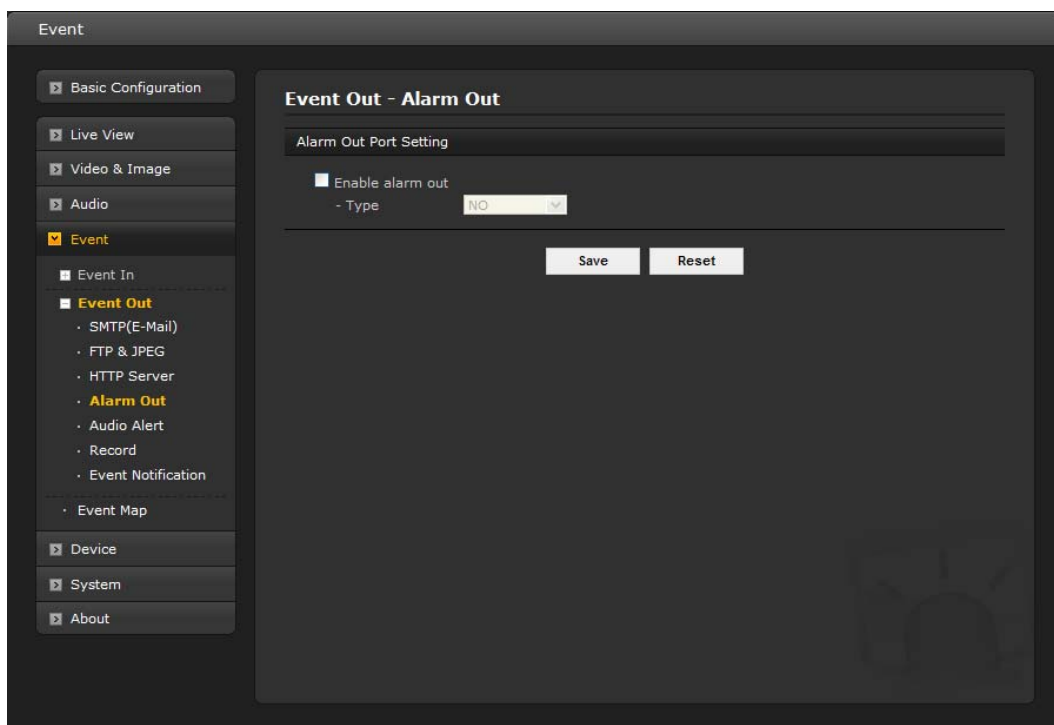 Event
Basic Configuration
Live View
Video & Image
Audio
Event
Event In
Event Out
· SMTP(E-Mail)
· FTP & JPEG
· HTTP Server
· Alarm Out
· Audio Alert
· Record
· Event Notification
· Event Map
Device
System
About
Event Out - Alarm Out
Alarm Out Port Setting
Enable alarm out
- Type NO
Save Reset